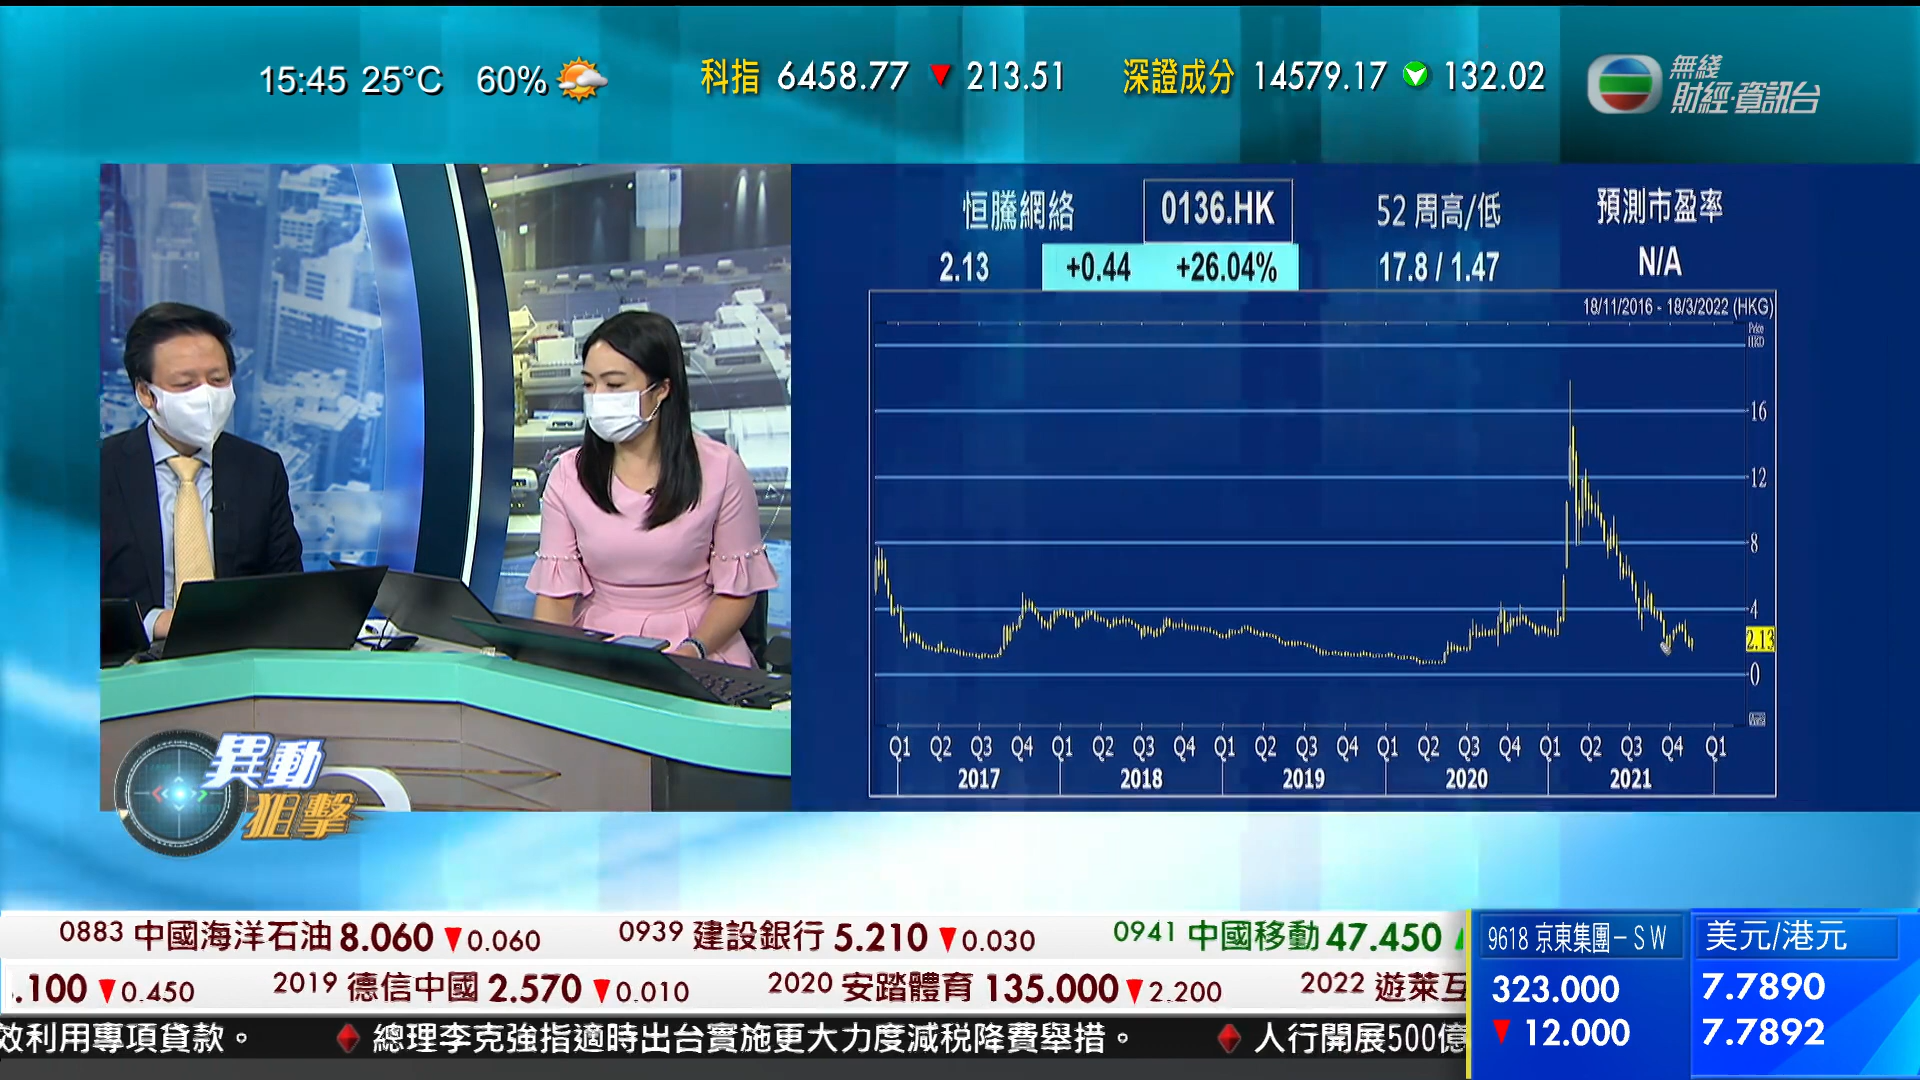 15:45 25°C 60% 科指 6458.77 ▼ 213.51 深證成分 14579.17 132.02
無綫
財經·資訊台
恒騰網絡 0136.HK 52 周高/低 預測市盈率
2.13 +0.44 +26.04% 17.8 / 1.47 N/A
18/11/2016 - 18/3/2022 (HKG)
Price
HKD
16
12
8
4
2.13
0
Q1 Q2 Q3 Q4 Q1 Q2 Q3 Q4 Q1 Q2 Q3 Q4 Q1 Q2 Q3 Q4 Q1 Q2 Q3 Q4 Q1
2017 2018 2019 2020 2021
異動
狙擊
0883 中國海洋石油 8.060 ▼ 0.060 0939 建設銀行 5.210 ▼ 0.030 0941 中國移動 47.450
.100 ▼ 0.450 2019 德信中國 2.570 ▼ 0.010 2020 安踏體育 135.000 ▼ 2.200 2022 遊萊互
效利用專項貸款。 總理李克強指適時出台實施更大力度減税降費舉措。 人行開展500億
9618 京東集團－ＳＷ
323.000
▼ 12.000
美元/港元
7.7890
7.7892